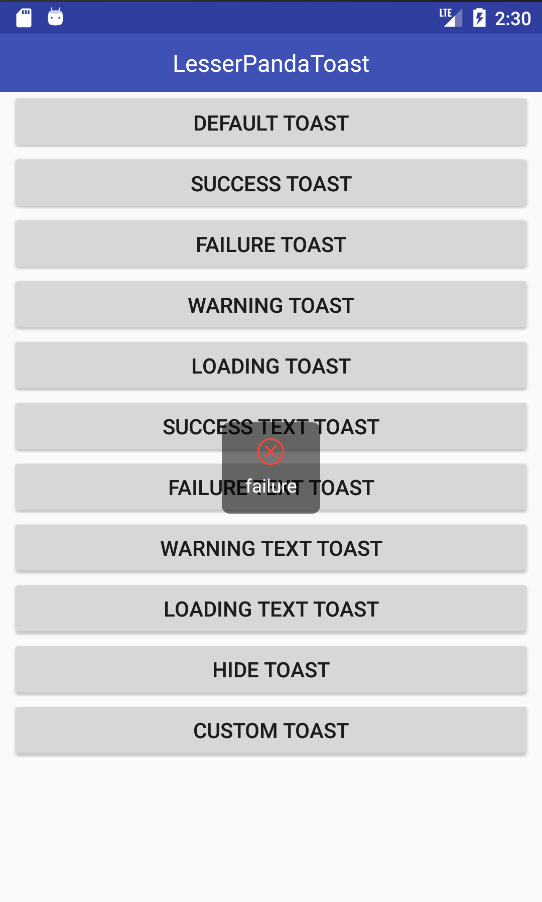 LTE 2:30
LesserPandaToast
DEFAULT TOAST
SUCCESS TOAST
FAILURE TOAST
WARNING TOAST
LOADING TOAST
SUCCESS TEXT TOAST
failure
FAILURE TEXT TOAST
WARNING TEXT TOAST
LOADING TEXT TOAST
HIDE TOAST
CUSTOM TOAST